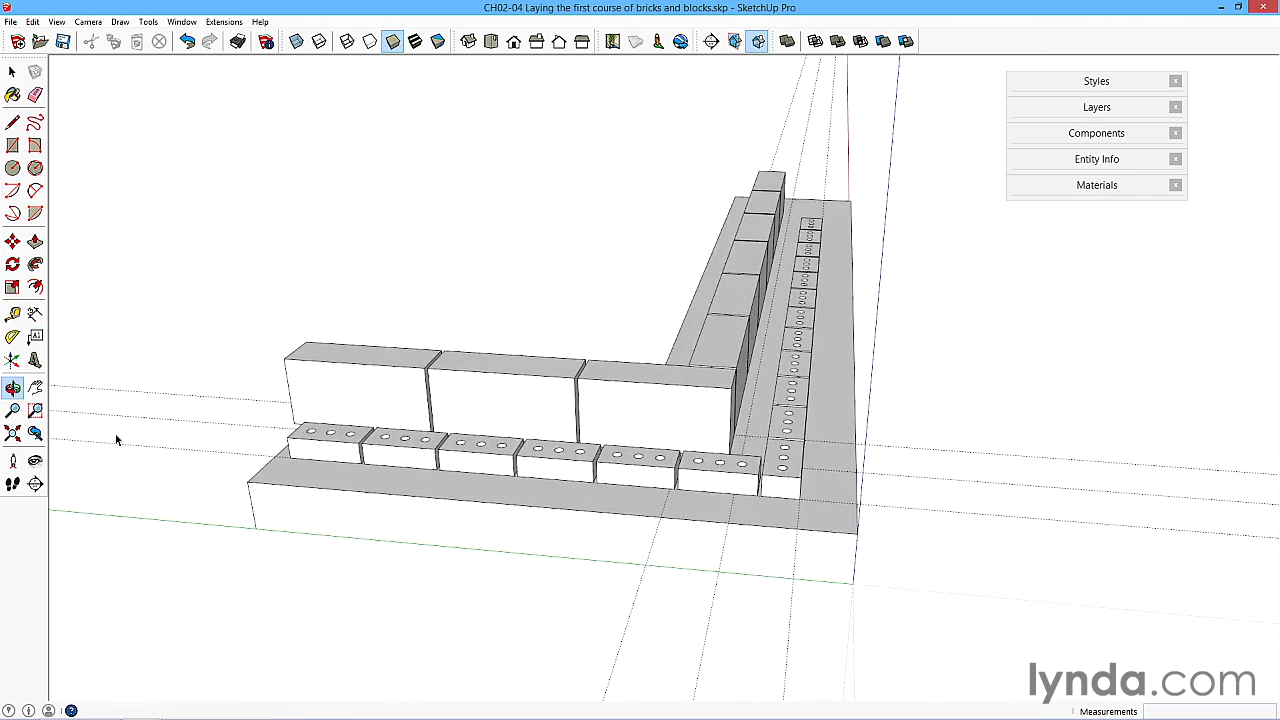 CH02-04 Laying the first course of bricks and blocks.skp - SketchUp Pro
File Edit View Camera Draw Tools Window Extensions Help
Styles
Layers
Components
Entity Info
Materials
A1
lynda.com
Measurements